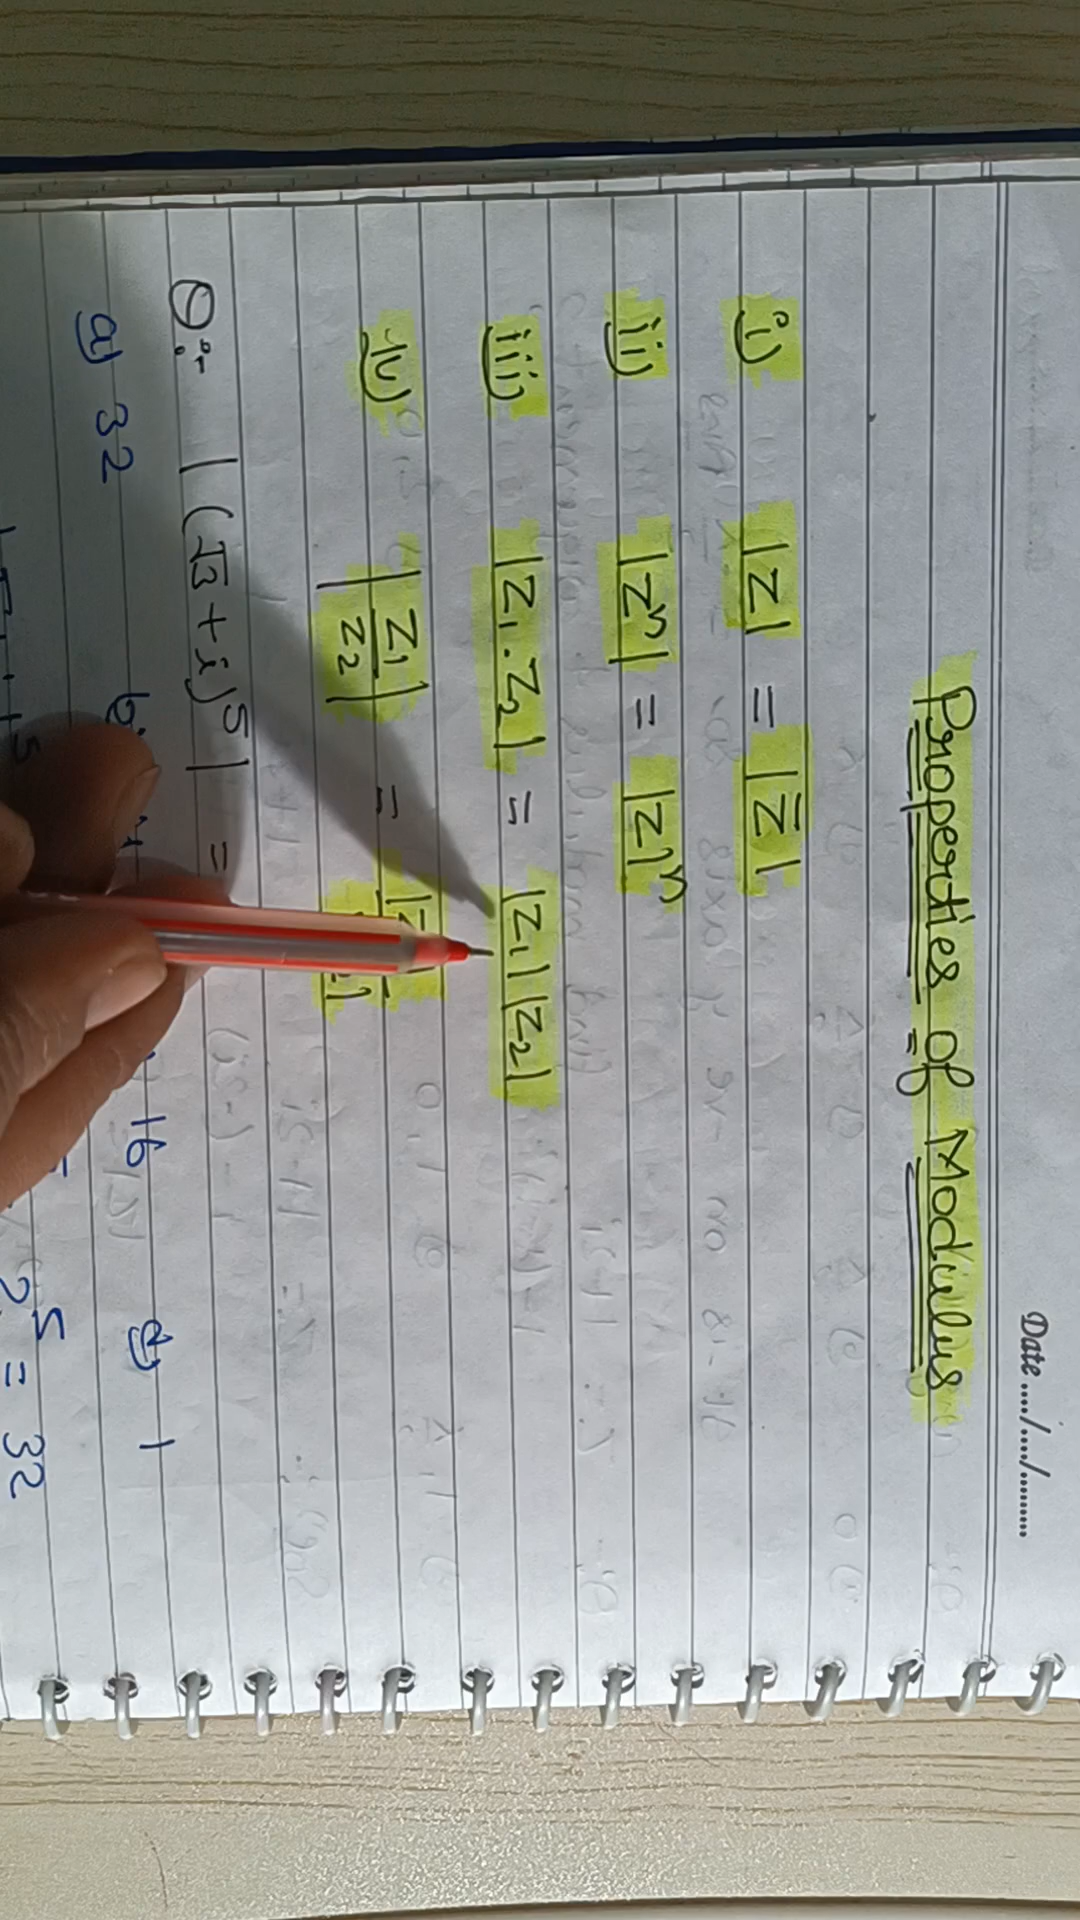 Date ..../..../.........
Properties of Modulus
i) |z| = |z̄|
ii) |zⁿ| = |z|ⁿ
iii) |z₁.z₂| = |z₁||z₂|
iv) |z₁/z₂| =
Q:- |(√3+i)⁵| =
a) 32 b) 16 d) 1
2⁵ = 32